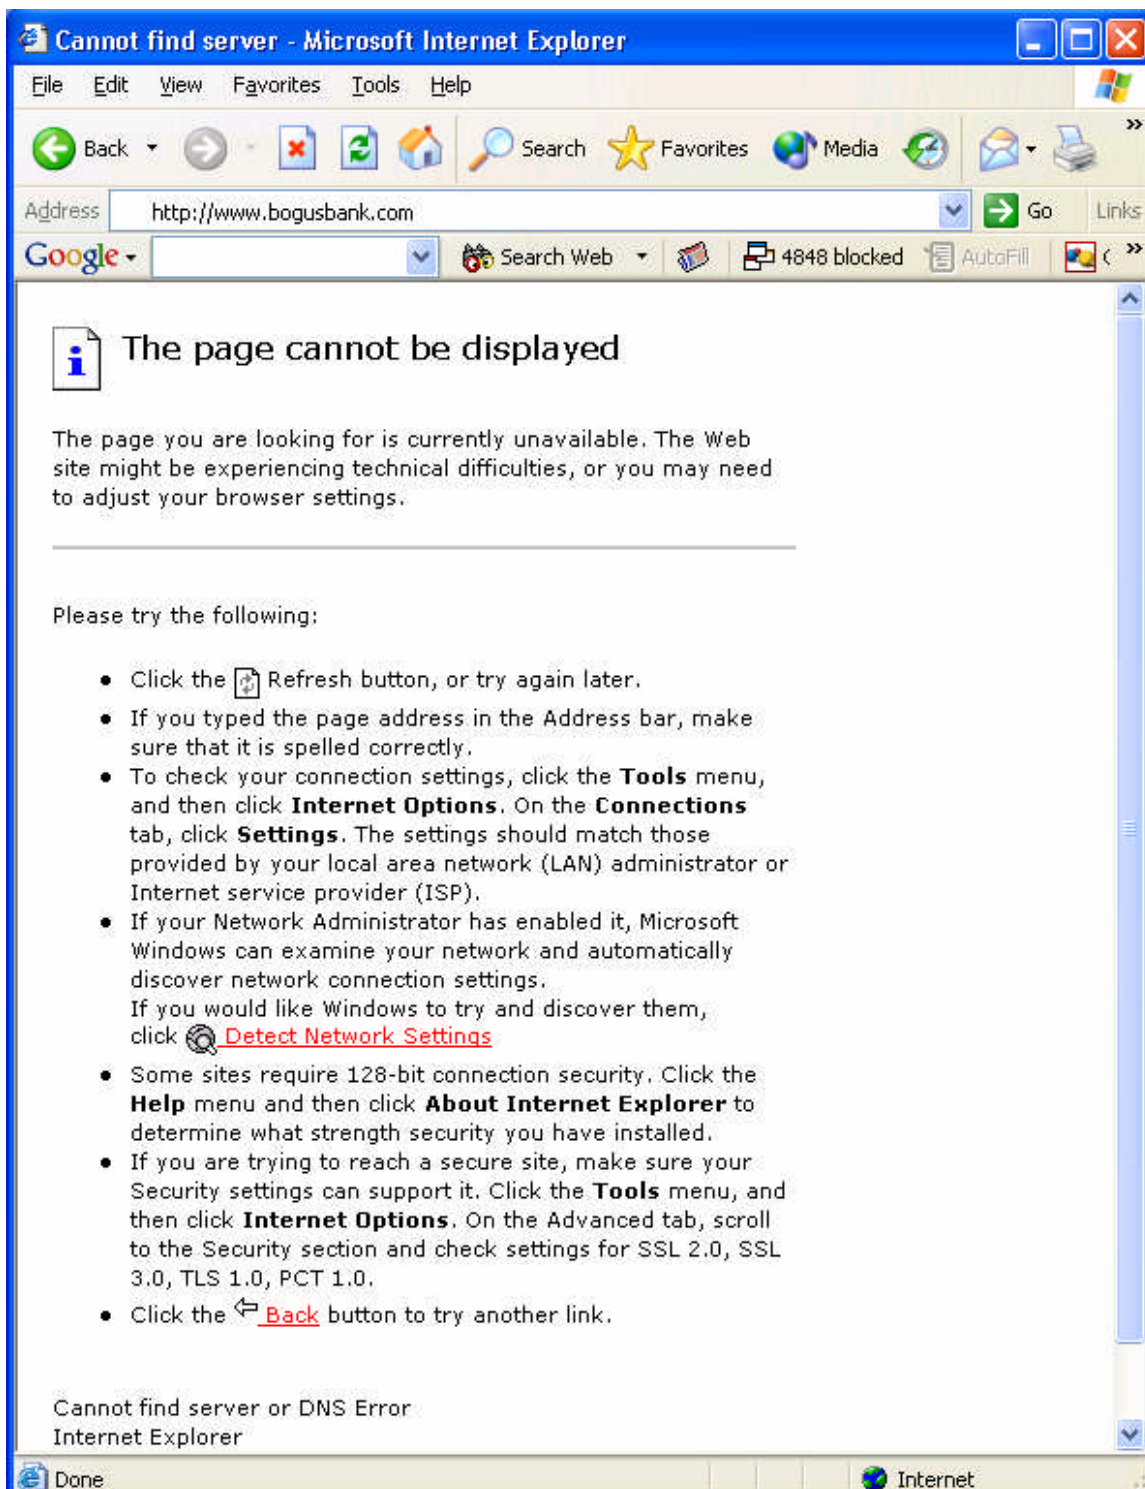 Cannot find server - Microsoft Internet Explorer
File Edit View Favorites Tools Help
Back Search Favorites Media »
Address http://www.bogusbank.com Go Links
Google Search Web 4848 blocked AutoFill »
The page cannot be displayed
The page you are looking for is currently unavailable. The Web
site might be experiencing technical difficulties, or you may need
to adjust your browser settings.
Please try the following:
• Click the Refresh button, or try again later.
• If you typed the page address in the Address bar, make
sure that it is spelled correctly.
• To check your connection settings, click the Tools menu,
and then click Internet Options. On the Connections
tab, click Settings. The settings should match those
provided by your local area network (LAN) administrator or
Internet service provider (ISP).
• If your Network Administrator has enabled it, Microsoft
Windows can examine your network and automatically
discover network connection settings.
If you would like Windows to try and discover them,
click Detect Network Settings
• Some sites require 128-bit connection security. Click the
Help menu and then click About Internet Explorer to
determine what strength security you have installed.
• If you are trying to reach a secure site, make sure your
Security settings can support it. Click the Tools menu, and
then click Internet Options. On the Advanced tab, scroll
to the Security section and check settings for SSL 2.0, SSL
3.0, TLS 1.0, PCT 1.0.
• Click the Back button to try another link.
Cannot find server or DNS Error
Internet Explorer
Done Internet